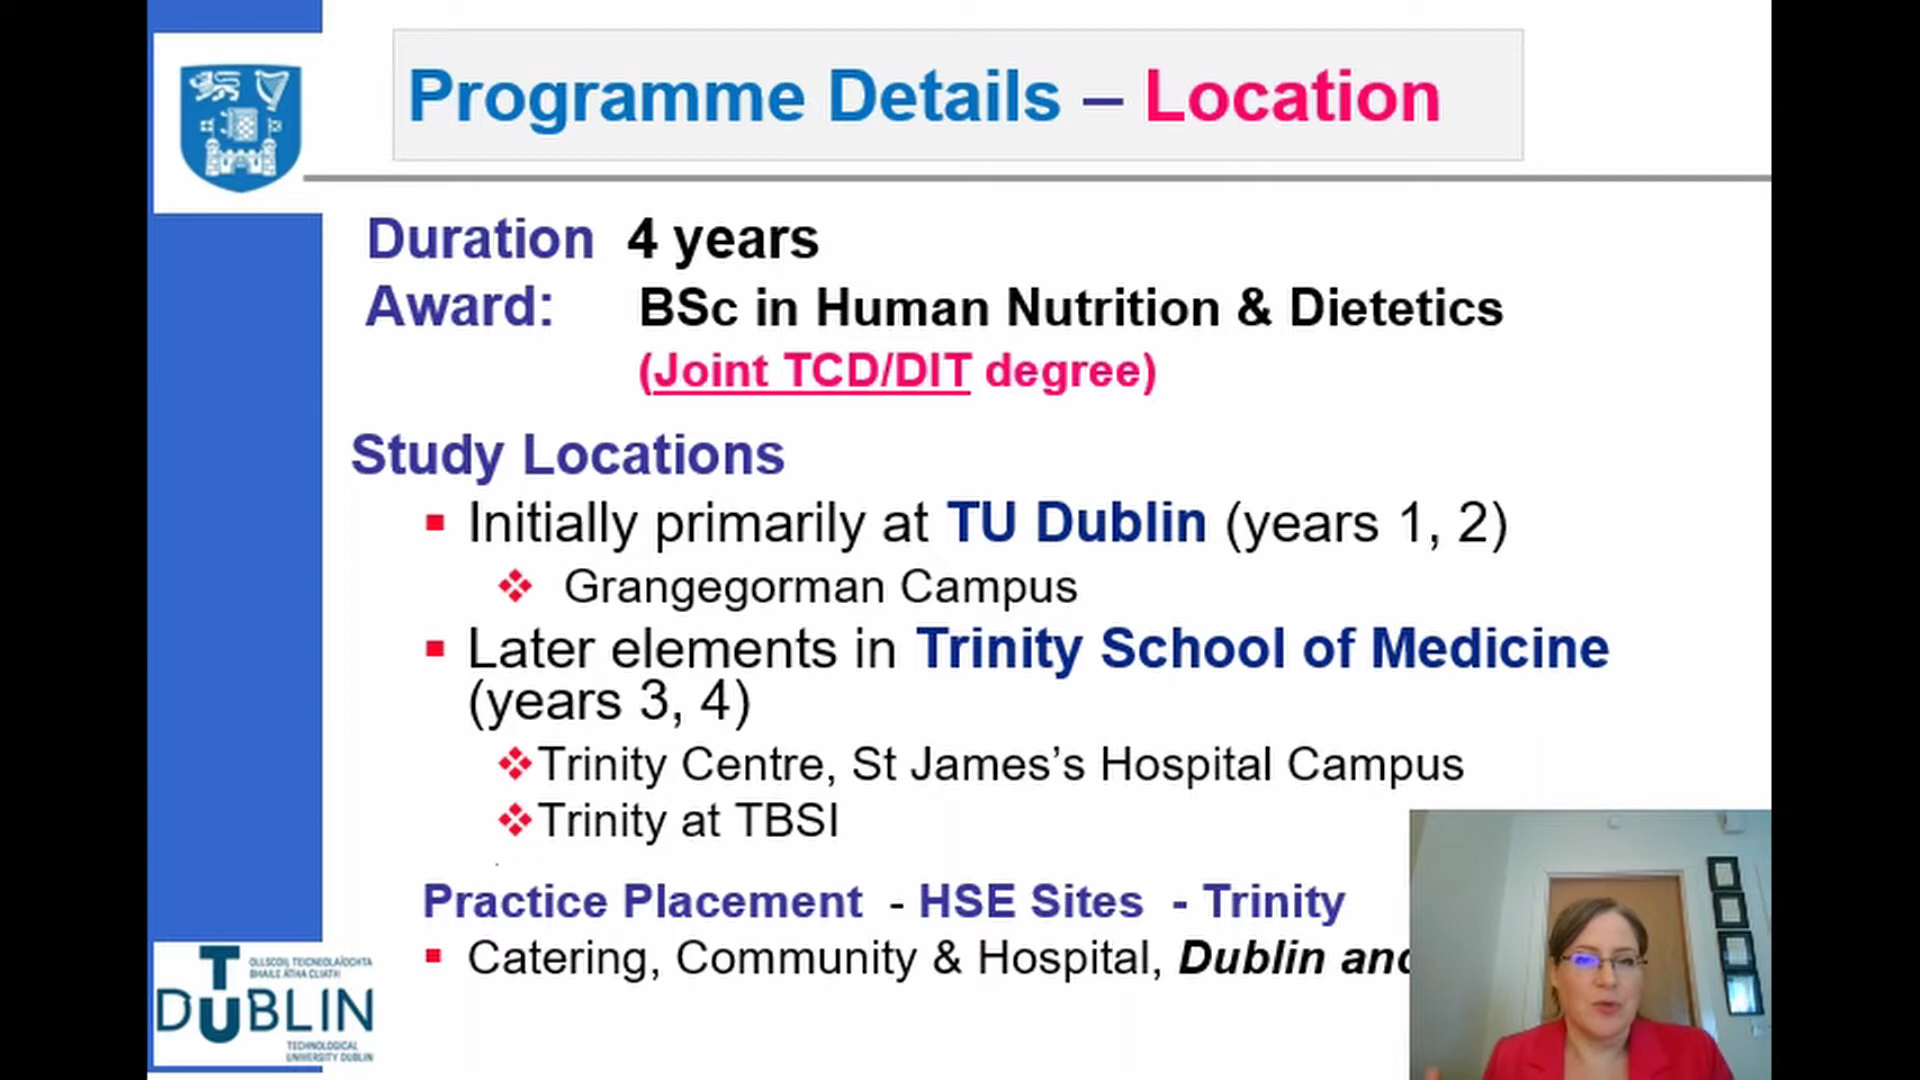 Programme Details – Location
Duration 4 years
Award: BSc in Human Nutrition & Dietetics
(Joint TCD/DIT degree)
Study Locations
Initially primarily at TU Dublin (years 1, 2)
Grangegorman Campus
Later elements in Trinity School of Medicine
(years 3, 4)
Trinity Centre, St James’s Hospital Campus
Trinity at TBSI
Practice Placement - HSE Sites - Trinity
Catering, Community & Hospital, Dublin and
OLLSCOIL TEICNEOLAÍOCHTA
BHAILE ÁTHA CLIATH
TU DUBLIN
TECHNOLOGICAL
UNIVERSITY DUBLIN